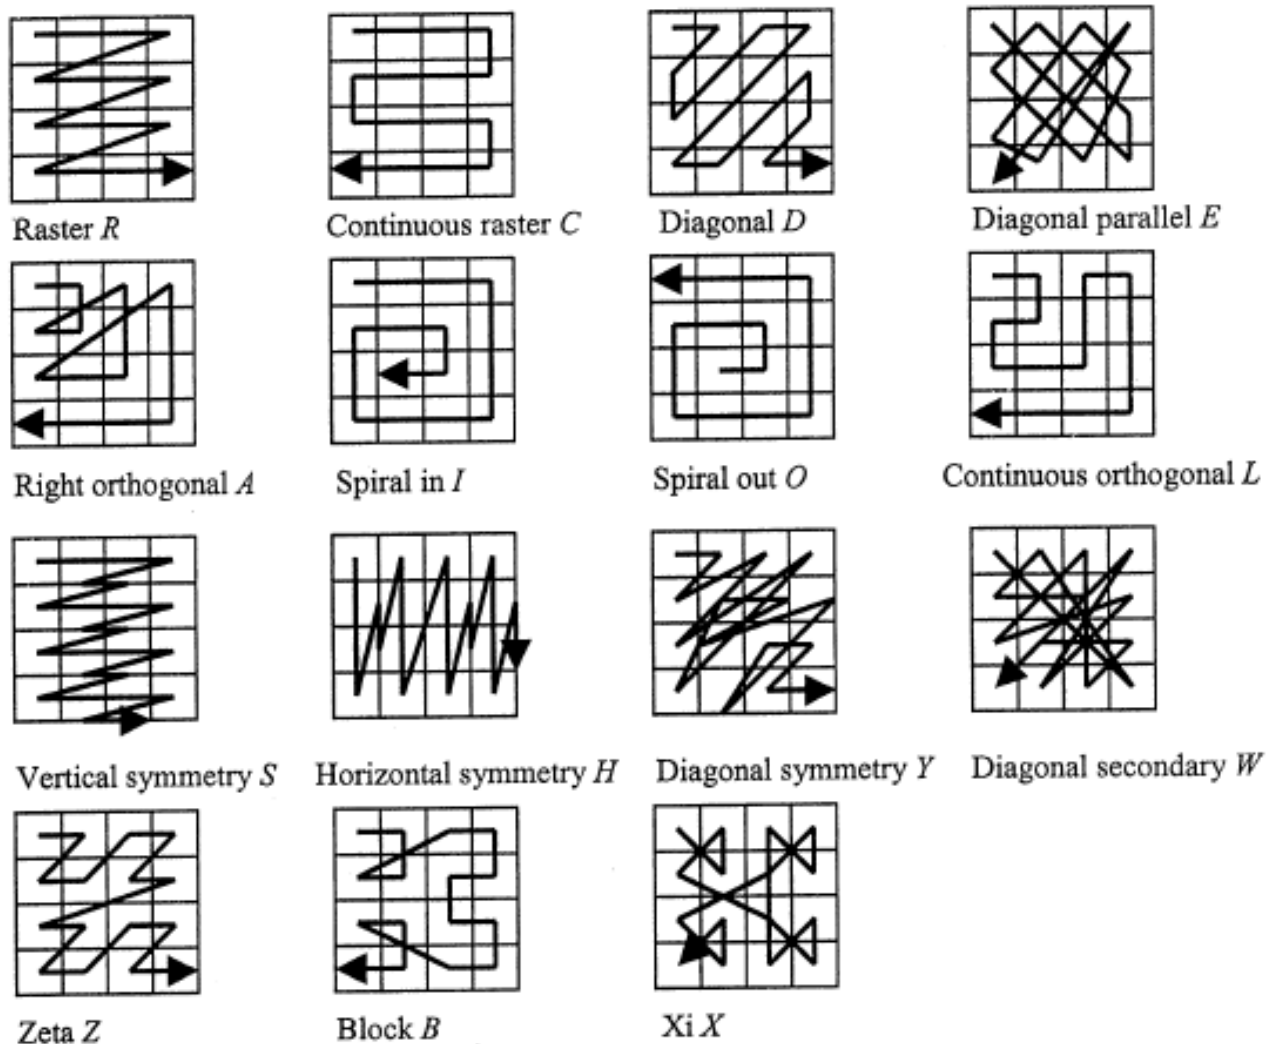 Raster R
Continuous raster C
Diagonal D
Diagonal parallel E
Right orthogonal A
Spiral in I
Spiral out O
Continuous orthogonal L
Vertical symmetry S
Horizontal symmetry H
Diagonal symmetry Y
Diagonal secondary W
Zeta Z
Block B
Xi X